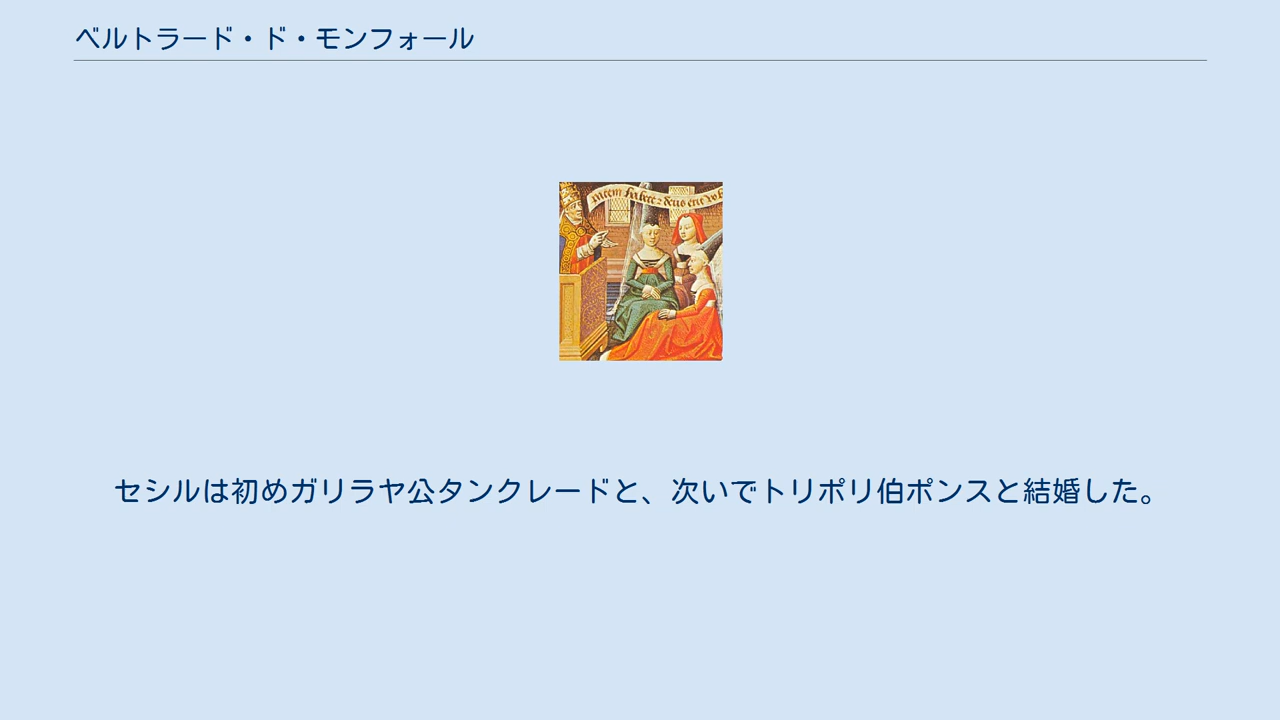 ベルトラード・ド・モンフォール
セシルは初めガリラヤ公タンクレードと、次いでトリポリ伯ポンスと結婚した。